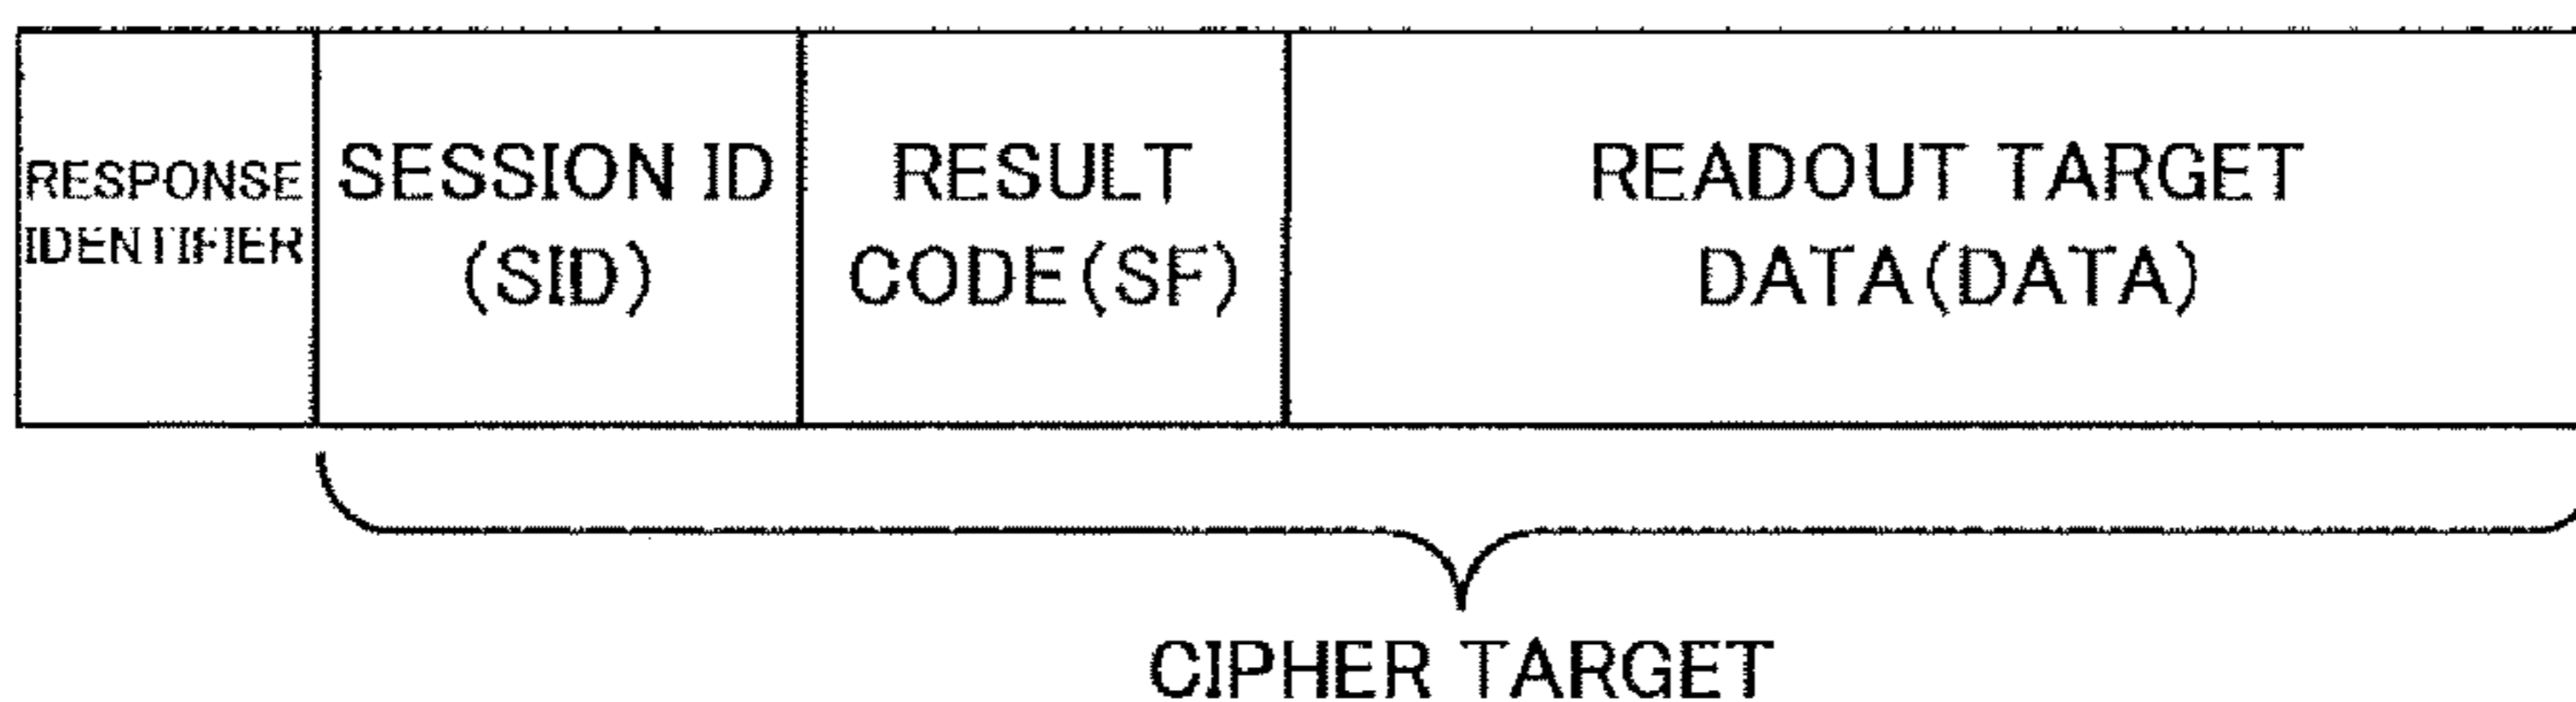 RESPONSE
IDENTIFIER
SESSION ID
(SID)
RESULT
CODE(SF)
READOUT TARGET
DATA(DATA)
CIPHER TARGET